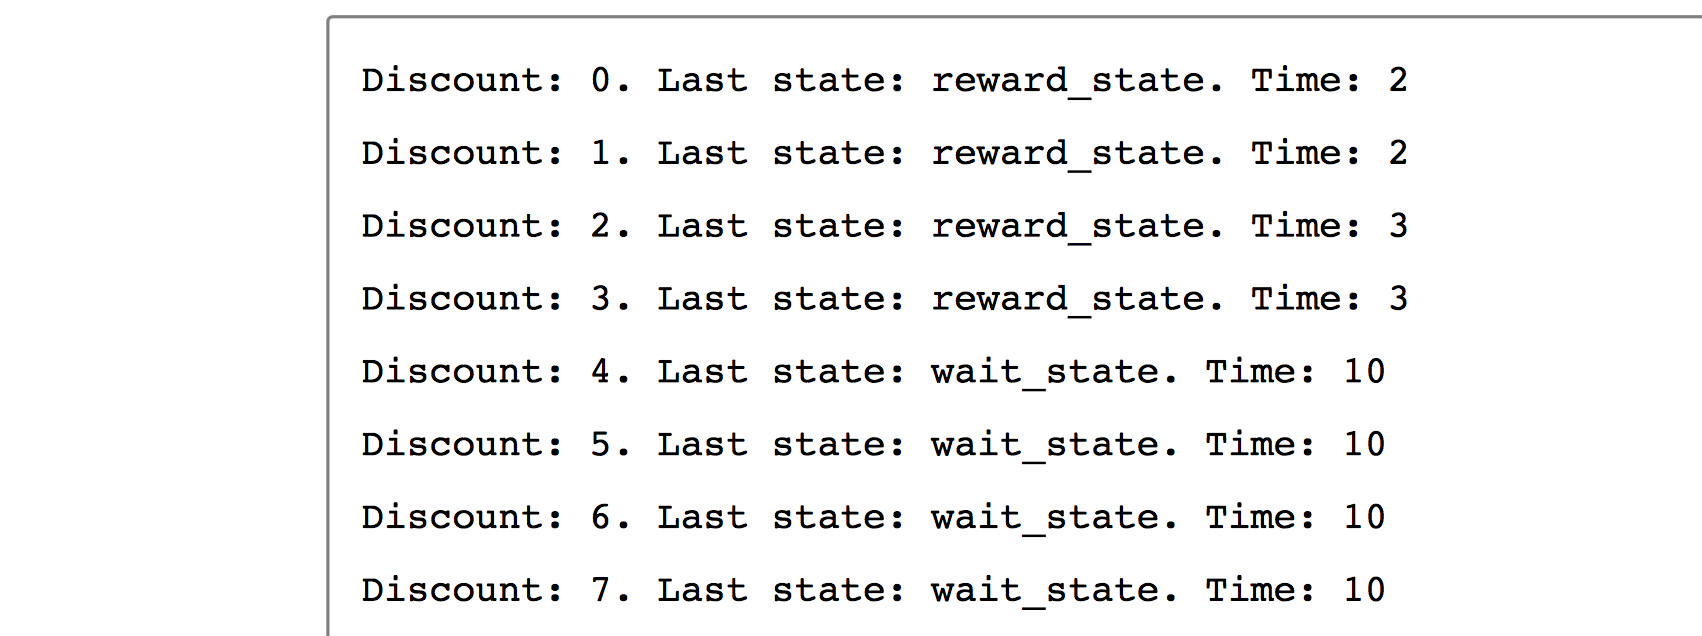 Discount: 0. Last state: reward_state. Time: 2
Discount: 1. Last state: reward_state. Time: 2
Discount: 2. Last state: reward_state. Time: 3
Discount: 3. Last state: reward_state. Time: 3
Discount: 4. Last state: wait_state. Time: 10
Discount: 5. Last state: wait_state. Time: 10
Discount: 6. Last state: wait_state. Time: 10
Discount: 7. Last state: wait_state. Time: 10